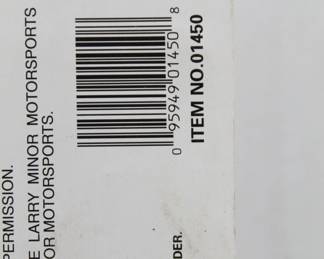 PERMISSION.
E LARRY MINOR MOTORSPORTS
OR MOTORSPORTS.
0 95949 01450 8
ITEM NO.01450
DER.